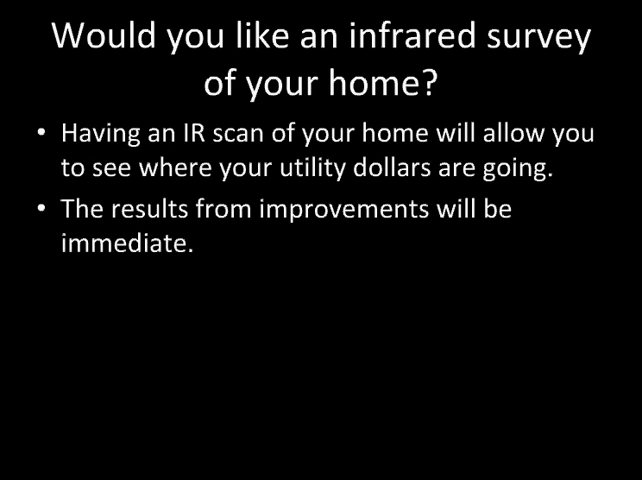 Would you like an infrared survey
of your home?
• Having an IR scan of your home will allow you
to see where your utility dollars are going.
• The results from improvements will be
immediate.